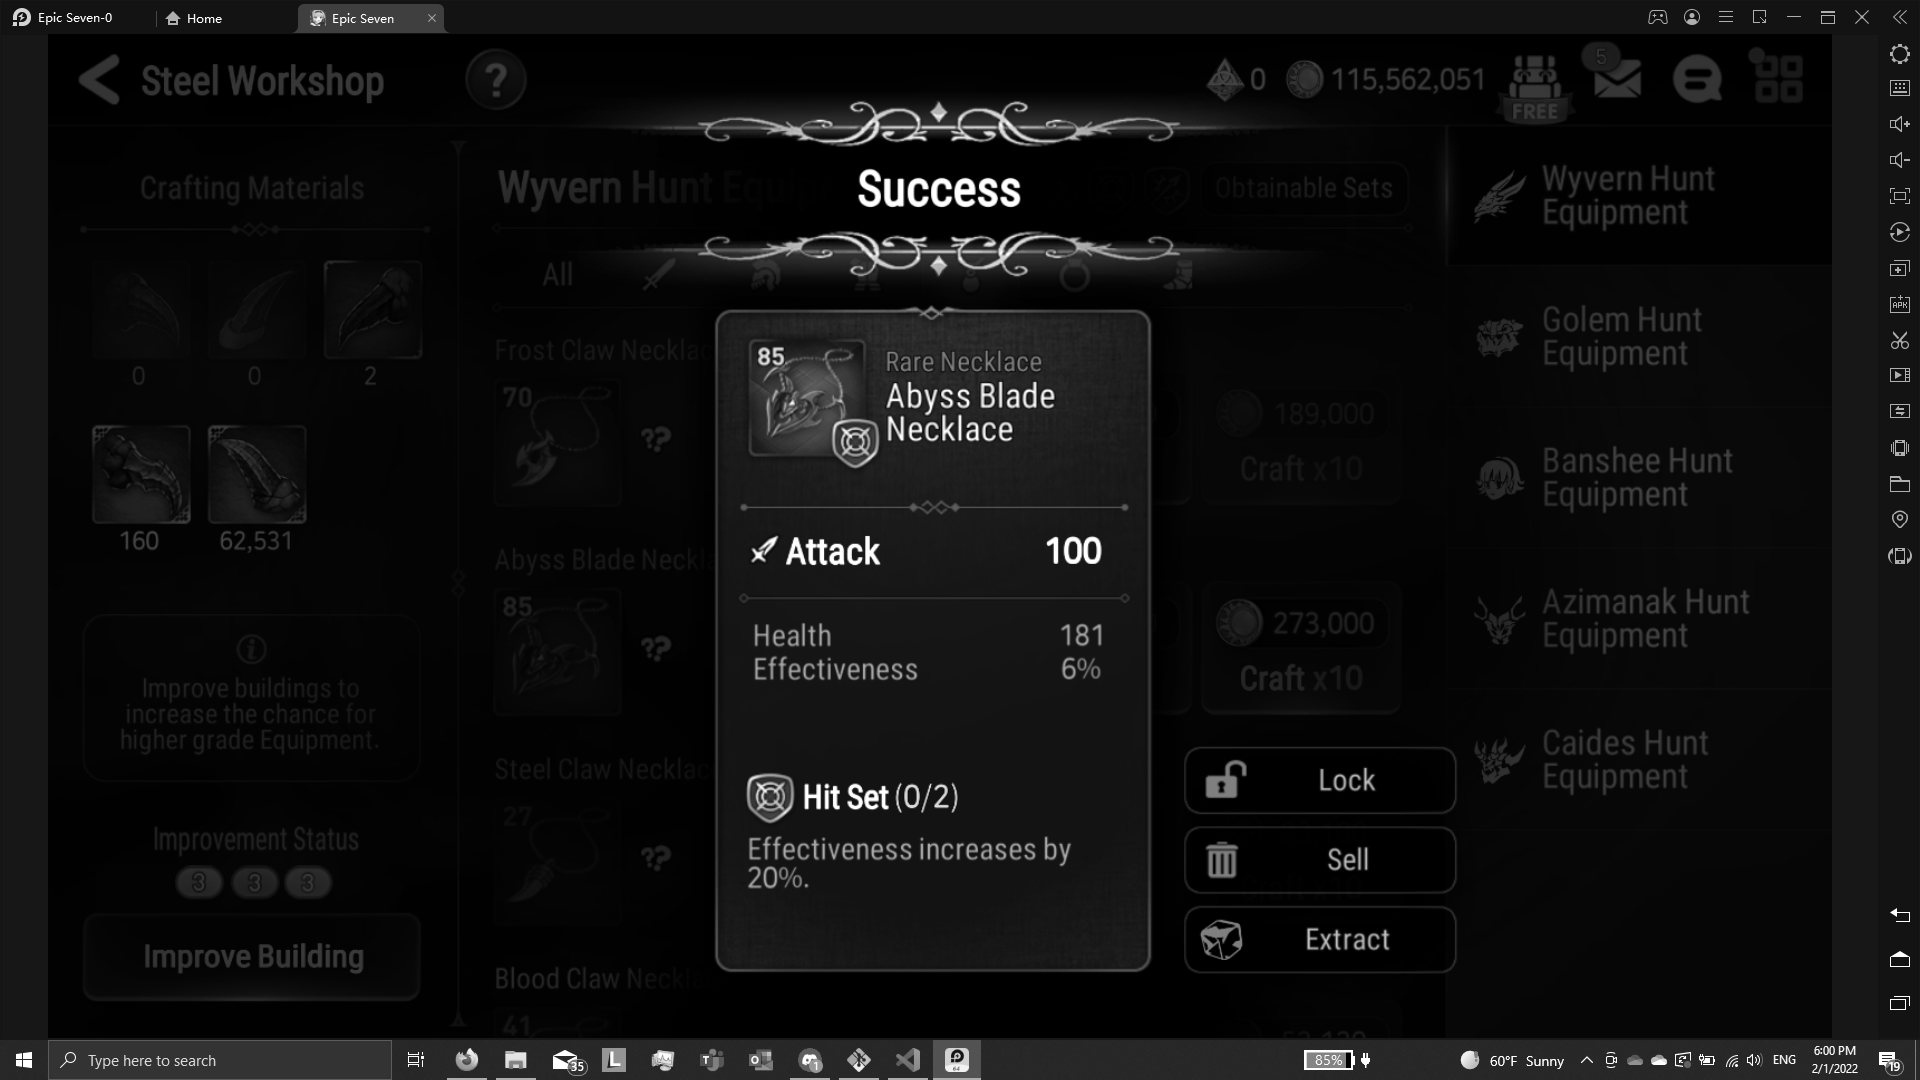 Epic Seven-0
Home
Epic Seven
Steel Workshop
?
0
115,562,051
FREE
5
Crafting Materials
0
0
2
160
62,531
Improve buildings to
increase the chance for
higher grade Equipment.
Improvement Status
3 3 3
Improve Building
Wyvern Hunt Equip
Obtainable Sets
Success
All
Frost Claw Necklac
70
??
189,000
Craft x10
Abyss Blade Neckl
85
??
273,000
Craft x10
Steel Claw Necklac
27
??
Blood Claw Neckl
41
85
Rare Necklace
Abyss Blade
Necklace
Attack 100
Health 181
Effectiveness 6%
Hit Set (0/2)
Effectiveness increases by
20%.
Lock
Sell
Extract
Wyvern Hunt
Equipment
Golem Hunt
Equipment
Banshee Hunt
Equipment
Azimanak Hunt
Equipment
Caides Hunt
Equipment
APK
Type here to search
35
L
1
64
85%
60°F Sunny
ENG
6:00 PM
2/1/2022
19